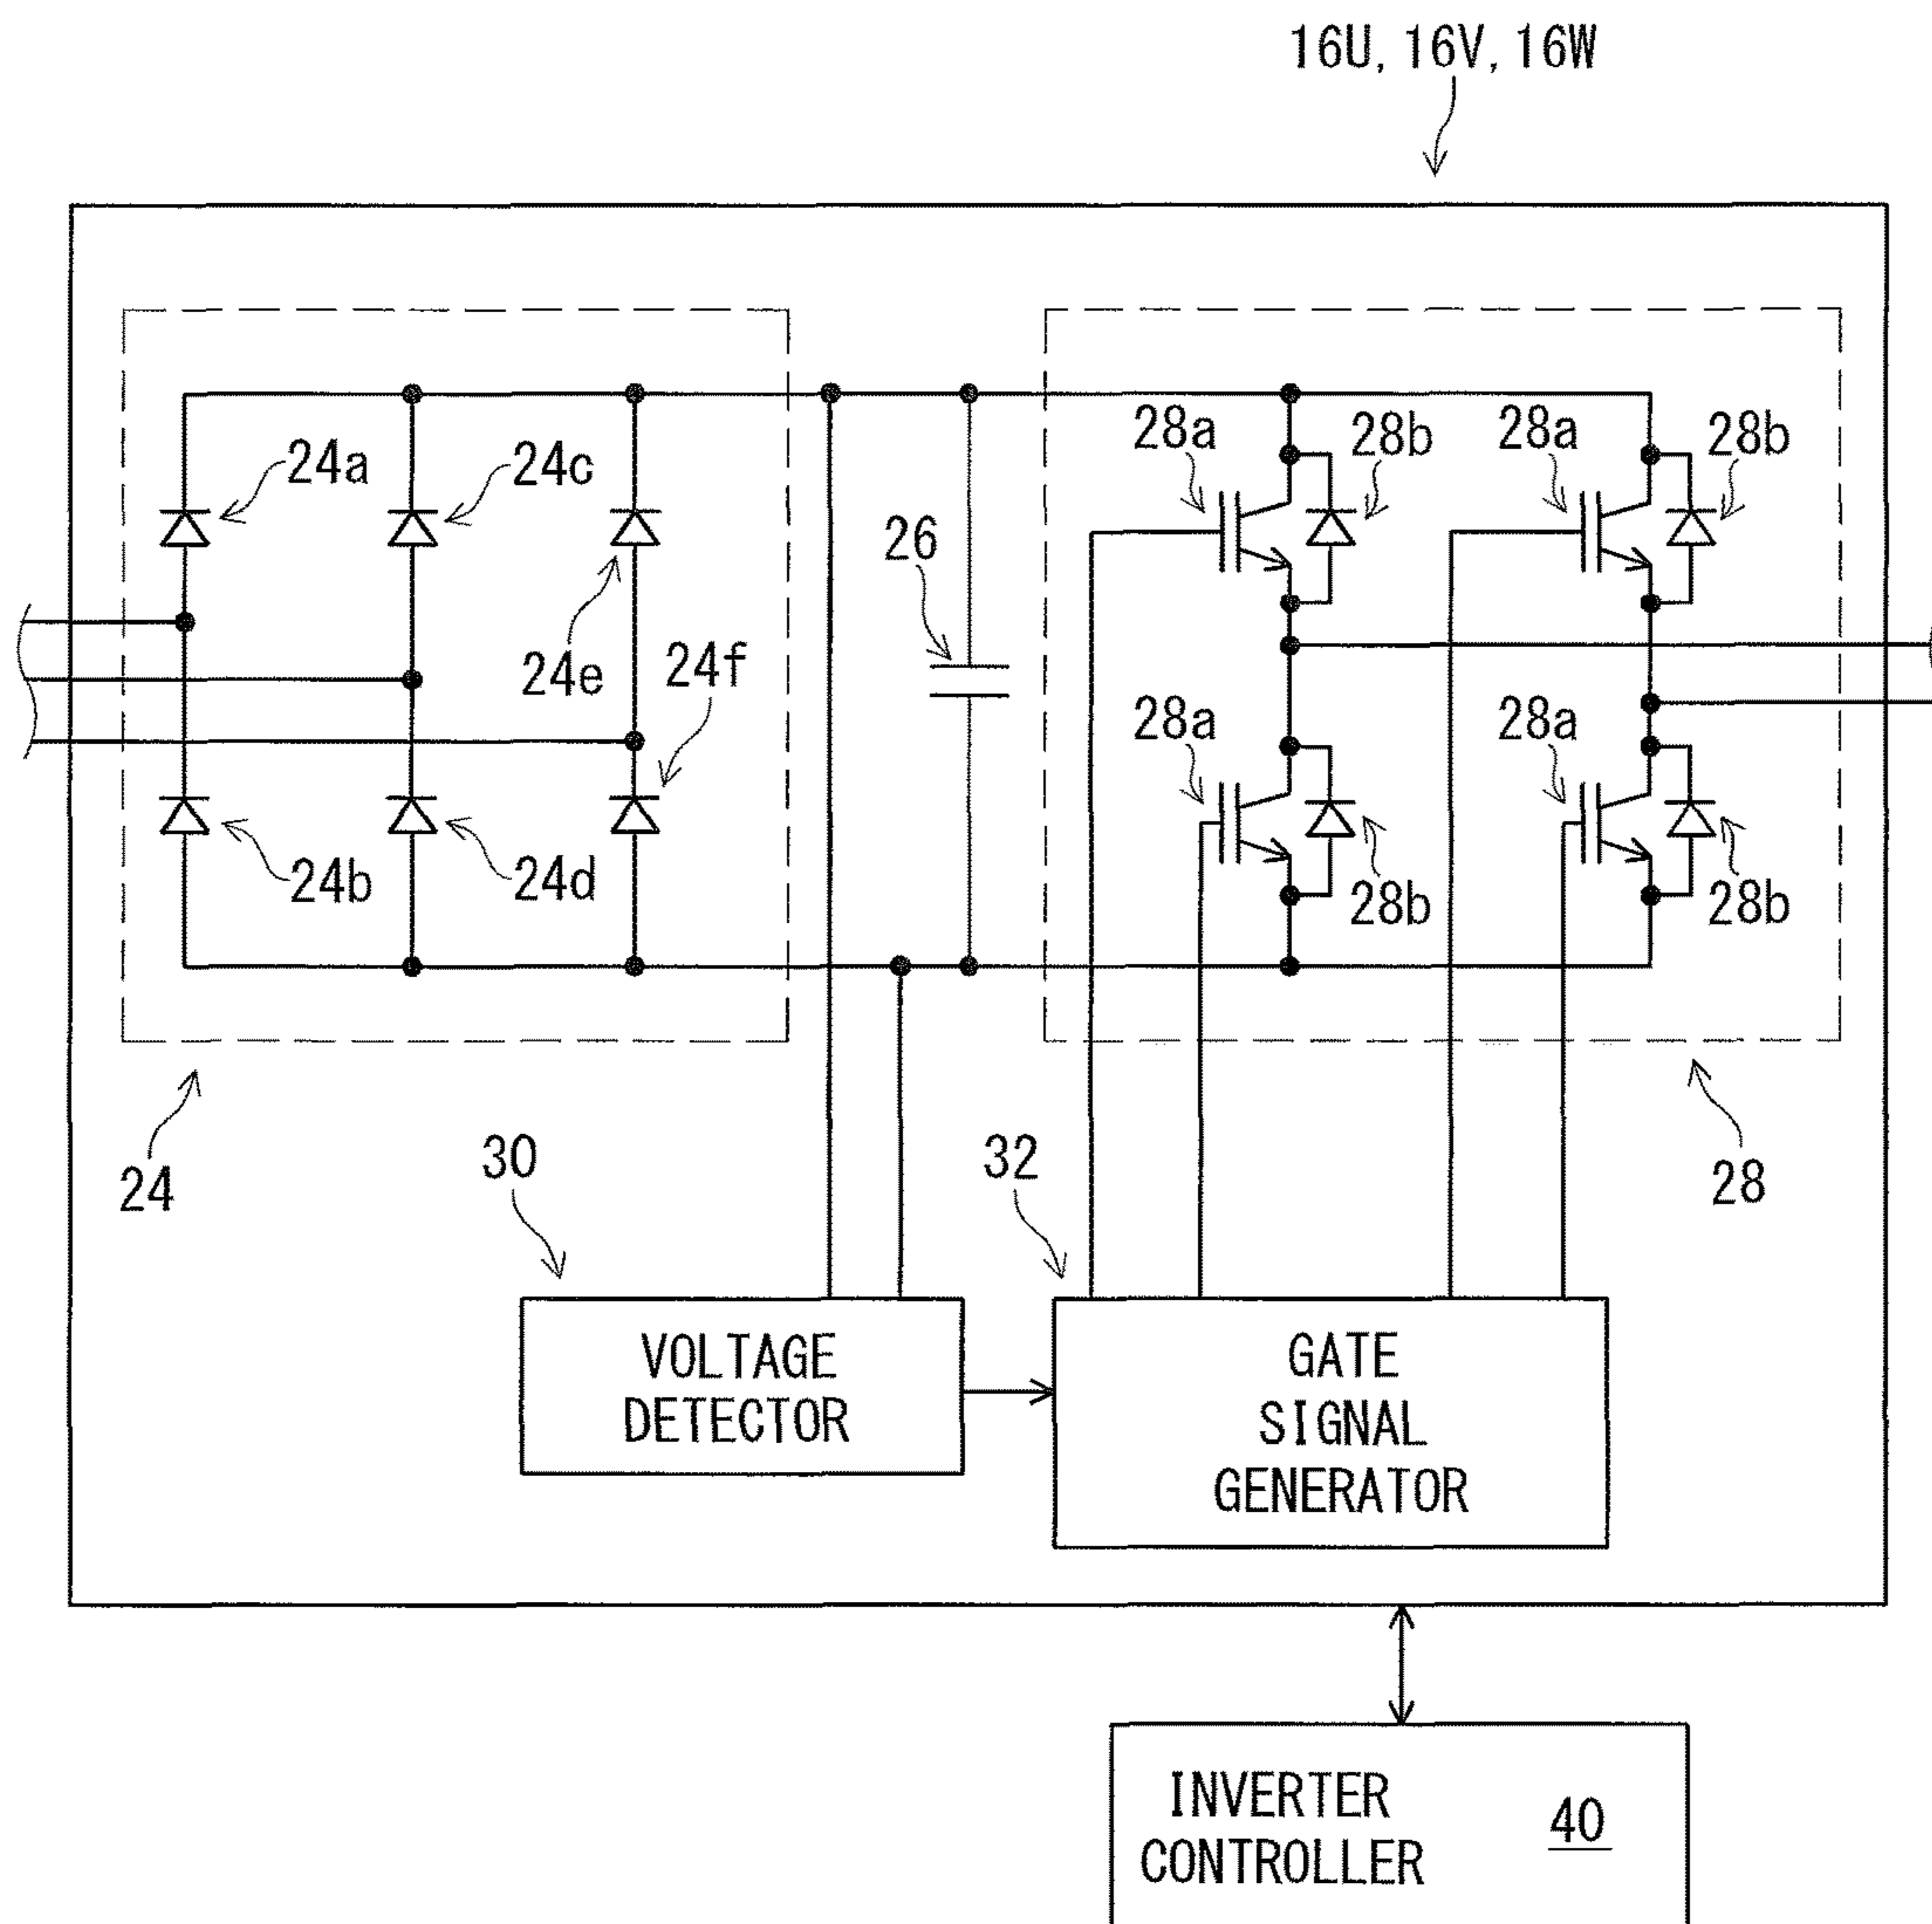 16U, 16V, 16W
28a
28b
28a
28b
24a
24c
26
24e
24f
28a
28a
24b
24d
28b
28b
30
32
24
28
VOLTAGE
DETECTOR
GATE
SIGNAL
GENERATOR
INVERTER
CONTROLLER
40